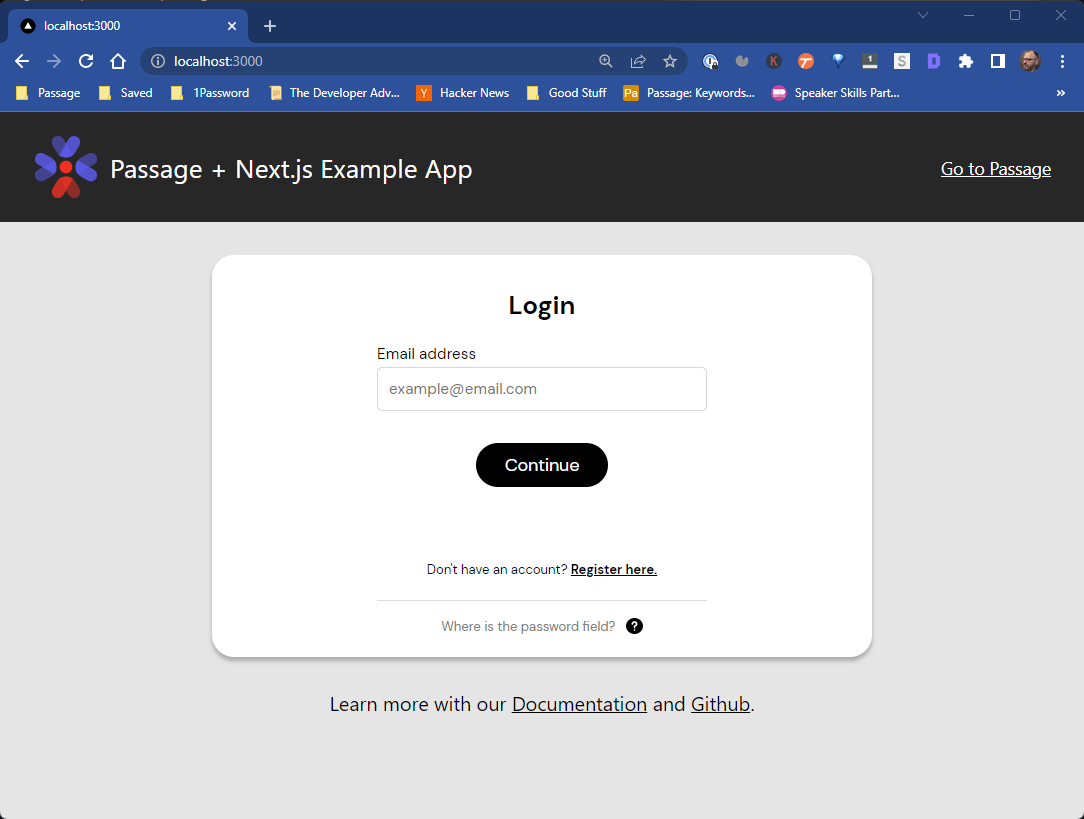 localhost:3000
localhost:3000
K
1
S
D
Passage Saved 1Password The Developer Adv... Y Hacker News Good Stuff Pa Passage: Keywords... Speaker Skills Part... »
Passage + Next.js Example App
Go to Passage
Login
Email address
example@email.com
Continue
Don't have an account? Register here.
Where is the password field? ?
Learn more with our Documentation and Github.